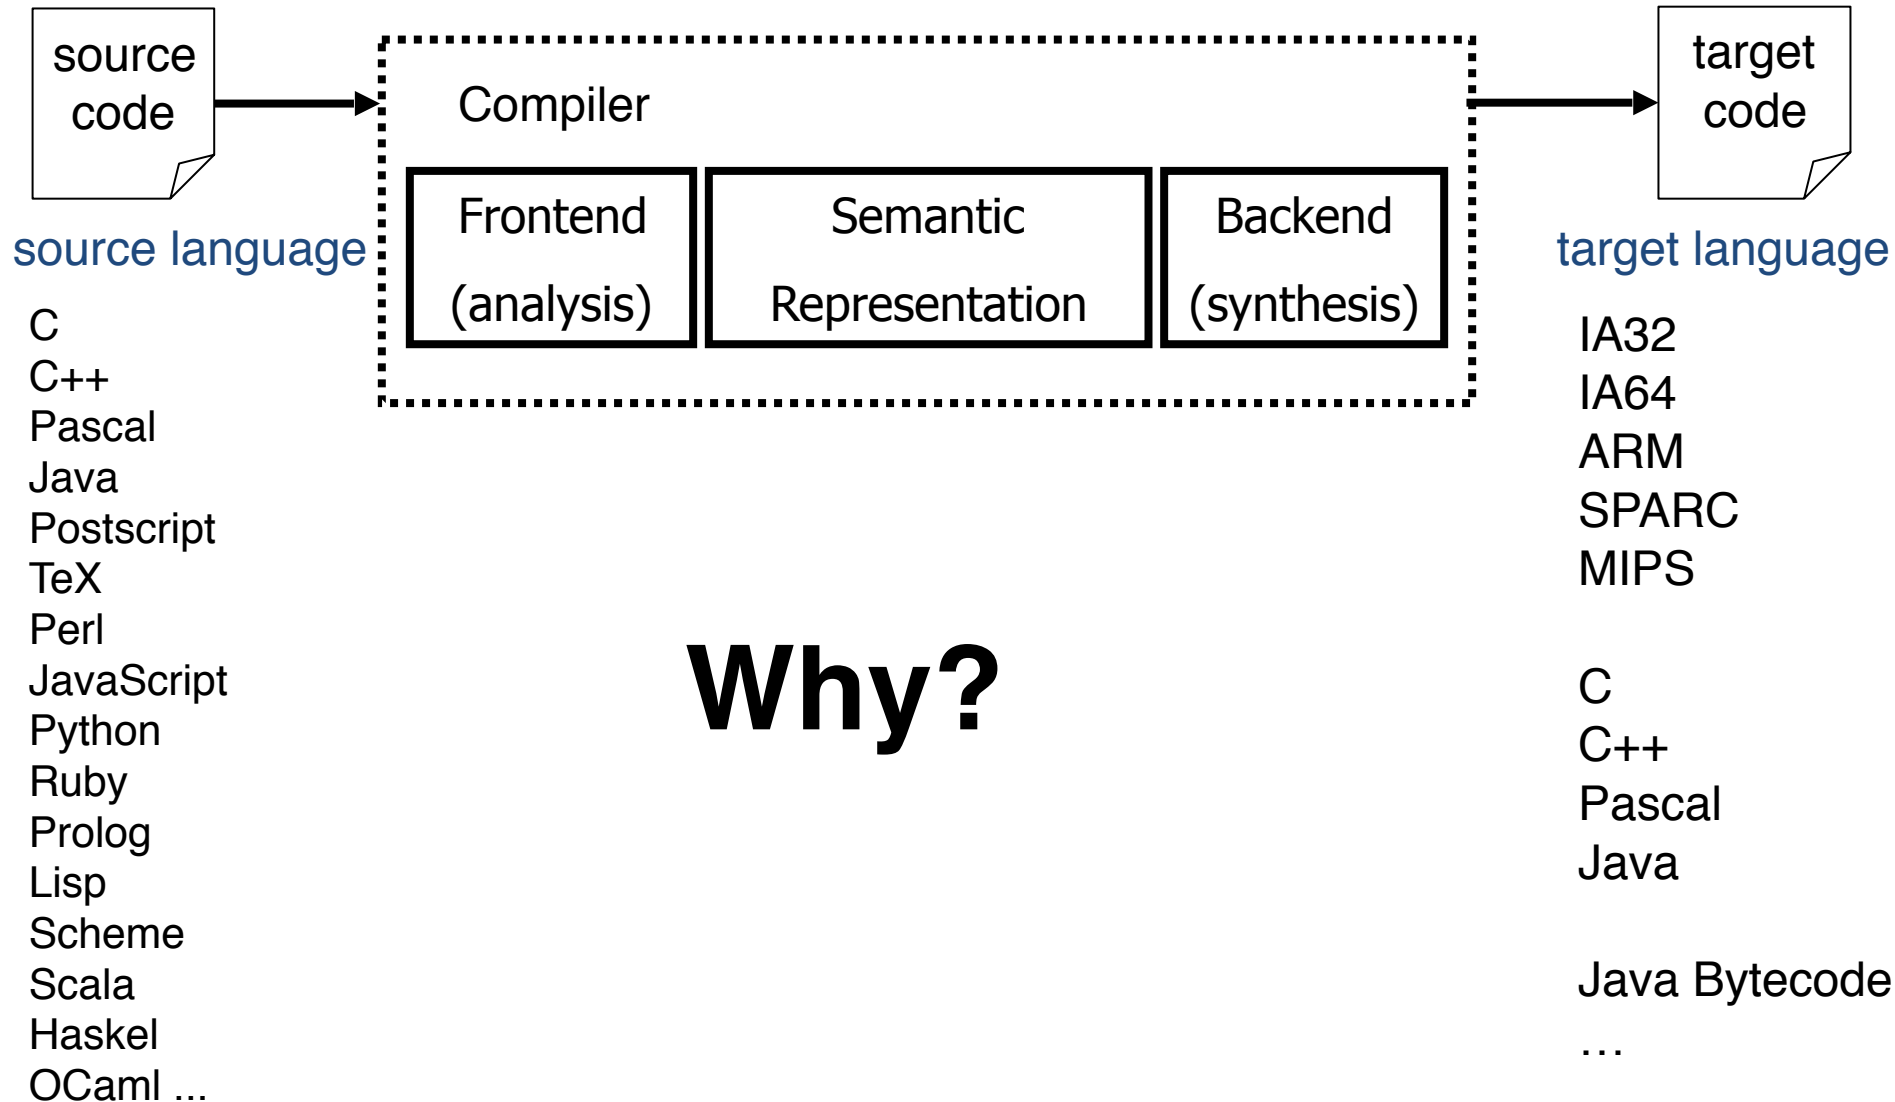 source
code
Compiler
target
code
Frontend
(analysis)
Semantic
Representation
Backend
(synthesis)
source language
target language
C
C++
Pascal
Java
Postscript
TeX
Perl
JavaScript
Python
Ruby
Prolog
Lisp
Scheme
Scala
Haskel
OCaml ...
Why?
IA32
IA64
ARM
SPARC
MIPS
C
C++
Pascal
Java
Java Bytecode
…